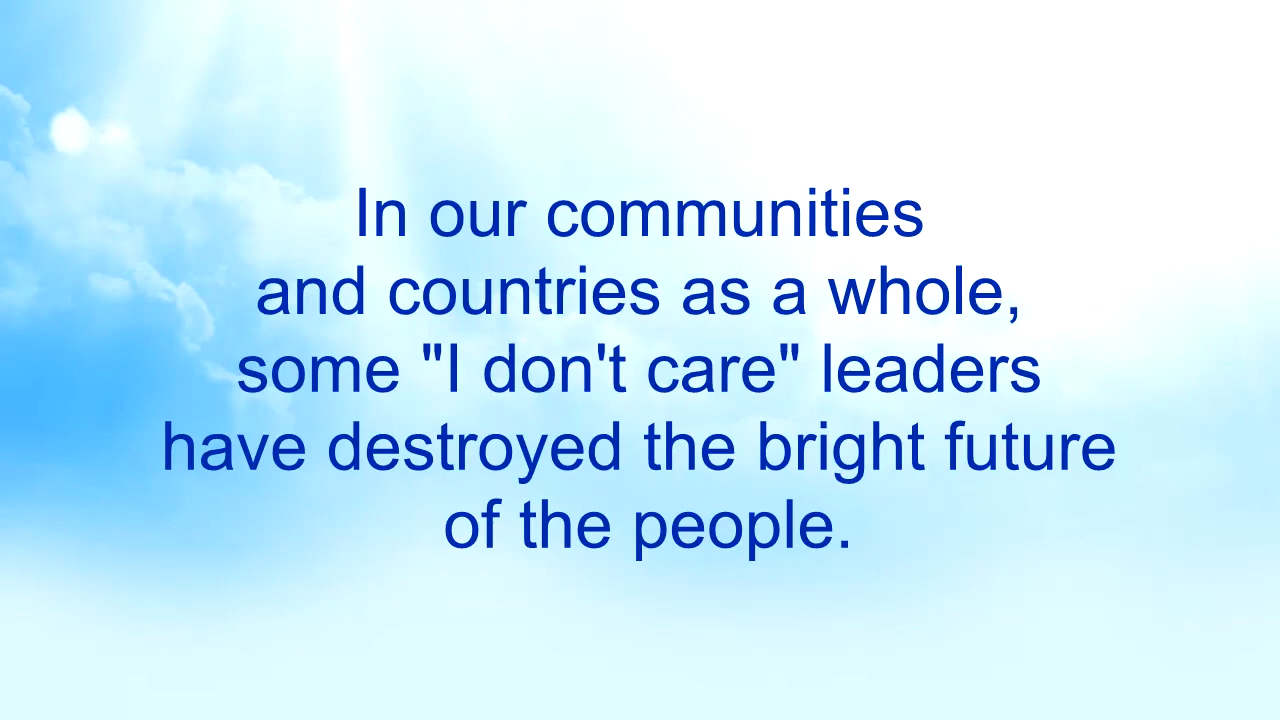 In our communities
and countries as a whole,
some "I don't care" leaders
have destroyed the bright future
of the people.